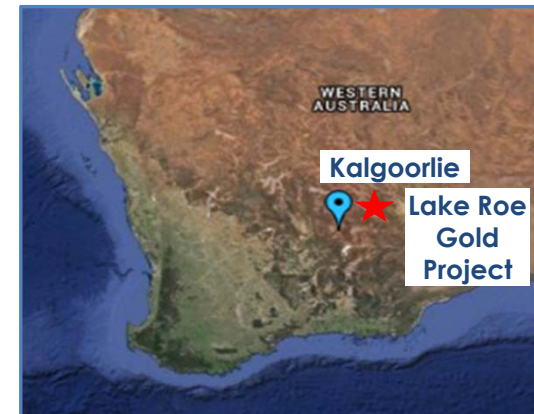 WESTERN
AUSTRALIA
Kalgoorlie
Lake Roe
Gold
Project